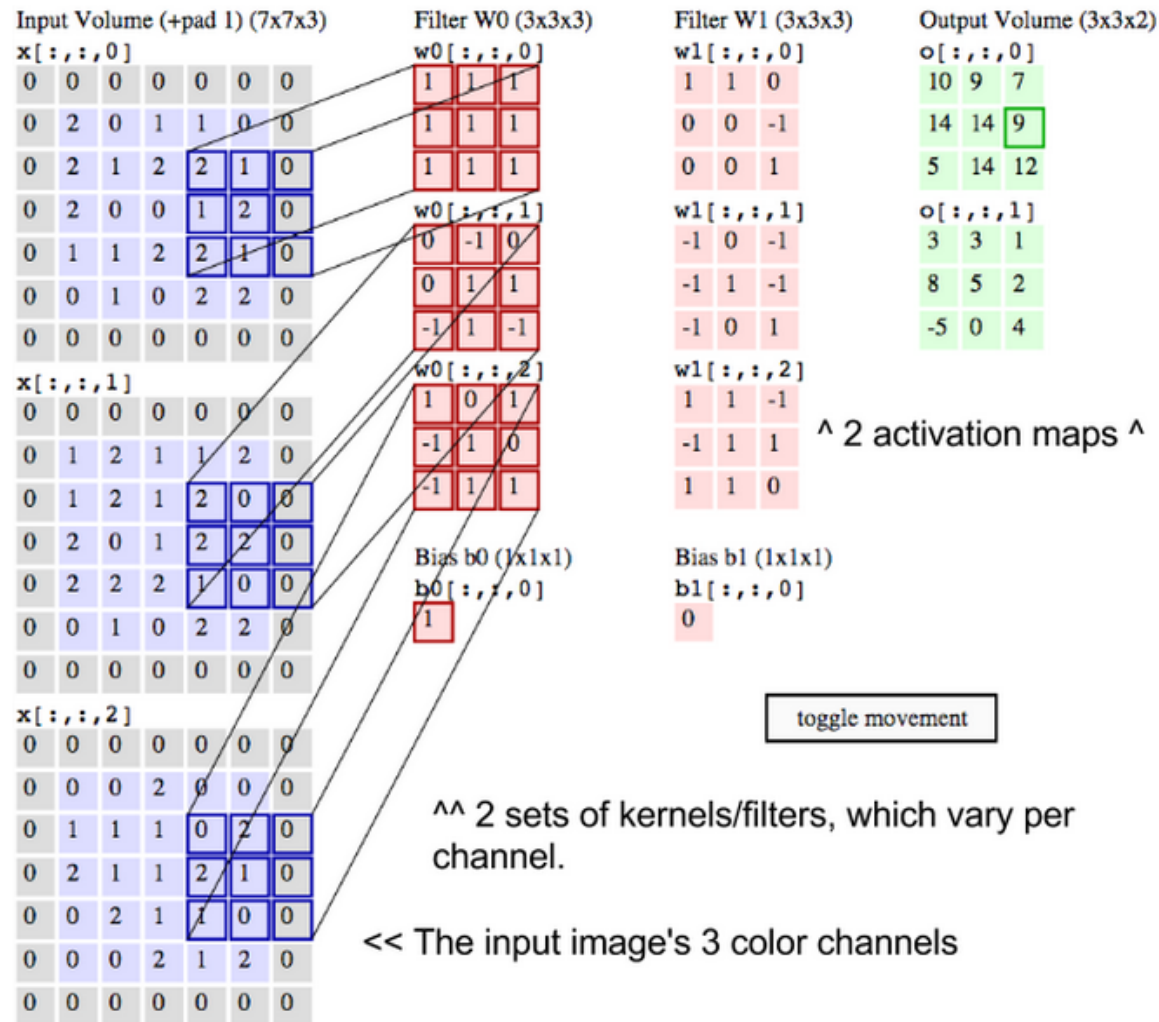 Input Volume (+pad 1) (7x7x3)
x[:,:,0]
0 0 0 0 0 0 0
0 2 0 1 1 0 0
0 2 1 2 2 1 0
0 2 0 0 1 2 0
0 1 1 2 2 1 0
0 0 1 0 2 2 0
0 0 0 0 0 0 0
x[:,:,1]
0 0 0 0 0 0 0
0 1 2 1 1 2 0
0 1 2 1 2 0 0
0 2 0 1 2 2 0
0 2 2 2 1 0 0
0 0 1 0 2 2 0
0 0 0 0 0 0 0
x[:,:,2]
0 0 0 0 0 0 0
0 0 0 2 0 0 0
0 1 1 1 0 2 0
0 2 1 1 2 1 0
0 0 2 1 1 0 0
0 0 0 2 1 2 0
0 0 0 0 0 0 0
Filter W0 (3x3x3)
w0[:,:,0]
1 1 1
1 1 1
1 1 1
w0[:,:,1]
0 -1 0
0 1 1
-1 1 -1
w0[:,:,2]
1 0 1
-1 1 0
-1 1 1
Bias b0 (1x1x1)
b0[:,:,0]
1
Filter W1 (3x3x3)
w1[:,:,0]
1 1 0
0 0 -1
0 0 1
w1[:,:,1]
-1 0 -1
-1 1 -1
-1 0 1
w1[:,:,2]
1 1 -1
-1 1 1
1 1 0
Bias b1 (1x1x1)
b1[:,:,0]
0
Output Volume (3x3x2)
o[:,:,0]
10 9 7
14 14 9
5 14 12
o[:,:,1]
3 3 1
8 5 2
-5 0 4
^ 2 activation maps ^
toggle movement
^^ 2 sets of kernels/filters, which vary per
channel.
<< The input image's 3 color channels